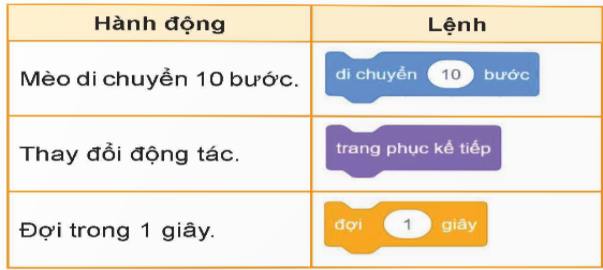 Hành động Lệnh
Mèo di chuyển 10 bước. di chuyển 10 bước
Thay đổi động tác. trang phục kế tiếp
Đợi trong 1 giây. đợi 1 giây